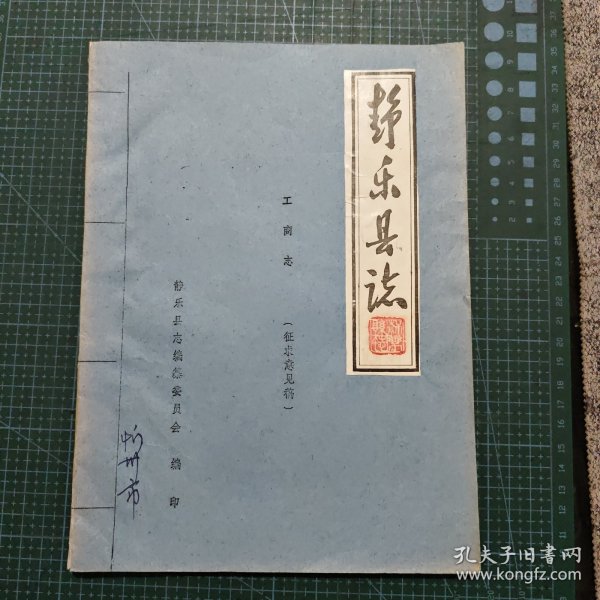 静乐县誌
工商志
（征求意见稿）
静乐县志编纂委员会 编印
忻州市
孔夫子旧书网
www.kongfz.com